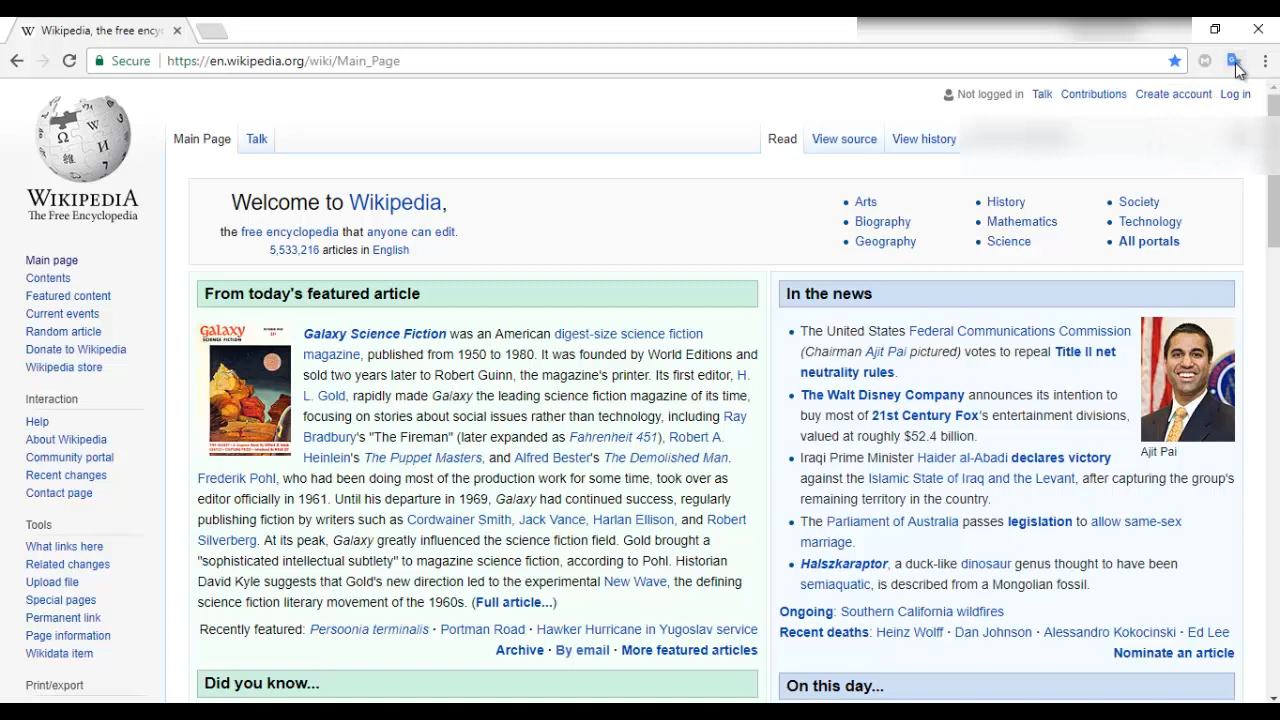 Wikipedia, the free ency
Secure
https://en.wikipedia.org/wiki/Main_Page
Not logged in Talk Contributions Create account Log in
Main Page Talk Read View source View history
WIKIPEDIA
The Free Encyclopedia
Main page
Contents
Featured content
Current events
Random article
Donate to Wikipedia
Wikipedia store
Interaction
Help
About Wikipedia
Community portal
Recent changes
Contact page
Tools
What links here
Related changes
Upload file
Special pages
Permanent link
Page information
Wikidata item
Print/export
Welcome to Wikipedia,
the free encyclopedia that anyone can edit.
5,533,216 articles in English
Arts
Biography
Geography
History
Mathematics
Science
Society
Technology
All portals
From today's featured article
GALAXY
SCIENCE FICTION
Galaxy Science Fiction was an American digest-size science fiction
magazine, published from 1950 to 1980. It was founded by World Editions and
sold two years later to Robert Guinn, the magazine's printer. Its first editor, H.
L. Gold, rapidly made Galaxy the leading science fiction magazine of its time,
focusing on stories about social issues rather than technology, including Ray
Bradbury's "The Fireman" (later expanded as Fahrenheit 451), Robert A.
Heinlein's The Puppet Masters, and Alfred Bester's The Demolished Man.
Frederik Pohl, who had been doing most of the production work for some time, took over as
editor officially in 1961. Until his departure in 1969, Galaxy had continued success, regularly
publishing fiction by writers such as Cordwainer Smith, Jack Vance, Harlan Ellison, and Robert
Silverberg. At its peak, Galaxy greatly influenced the science fiction field. Gold brought a
"sophisticated intellectual subtlety" to magazine science fiction, according to Pohl. Historian
David Kyle suggests that Gold's new direction led to the experimental New Wave, the defining
science fiction literary movement of the 1960s. (Full article...)
Recently featured: Persoonia terminalis · Portman Road · Hawker Hurricane in Yugoslav service
Archive · By email · More featured articles
Did you know...
In the news
The United States Federal Communications Commission
(Chairman Ajit Pai pictured) votes to repeal Title II net
neutrality rules.
The Walt Disney Company announces its intention to
buy most of 21st Century Fox's entertainment divisions,
valued at roughly $52.4 billion.
Iraqi Prime Minister Haider al-Abadi declares victory
against the Islamic State of Iraq and the Levant, after capturing the group's
remaining territory in the country.
The Parliament of Australia passes legislation to allow same-sex
marriage.
Halszkaraptor, a duck-like dinosaur genus thought to have been
semiaquatic, is described from a Mongolian fossil.
Ajit Pai
Ongoing: Southern California wildfires
Recent deaths: Heinz Wolff · Dan Johnson · Alessandro Kokocinski · Ed Lee
Nominate an article
On this day...